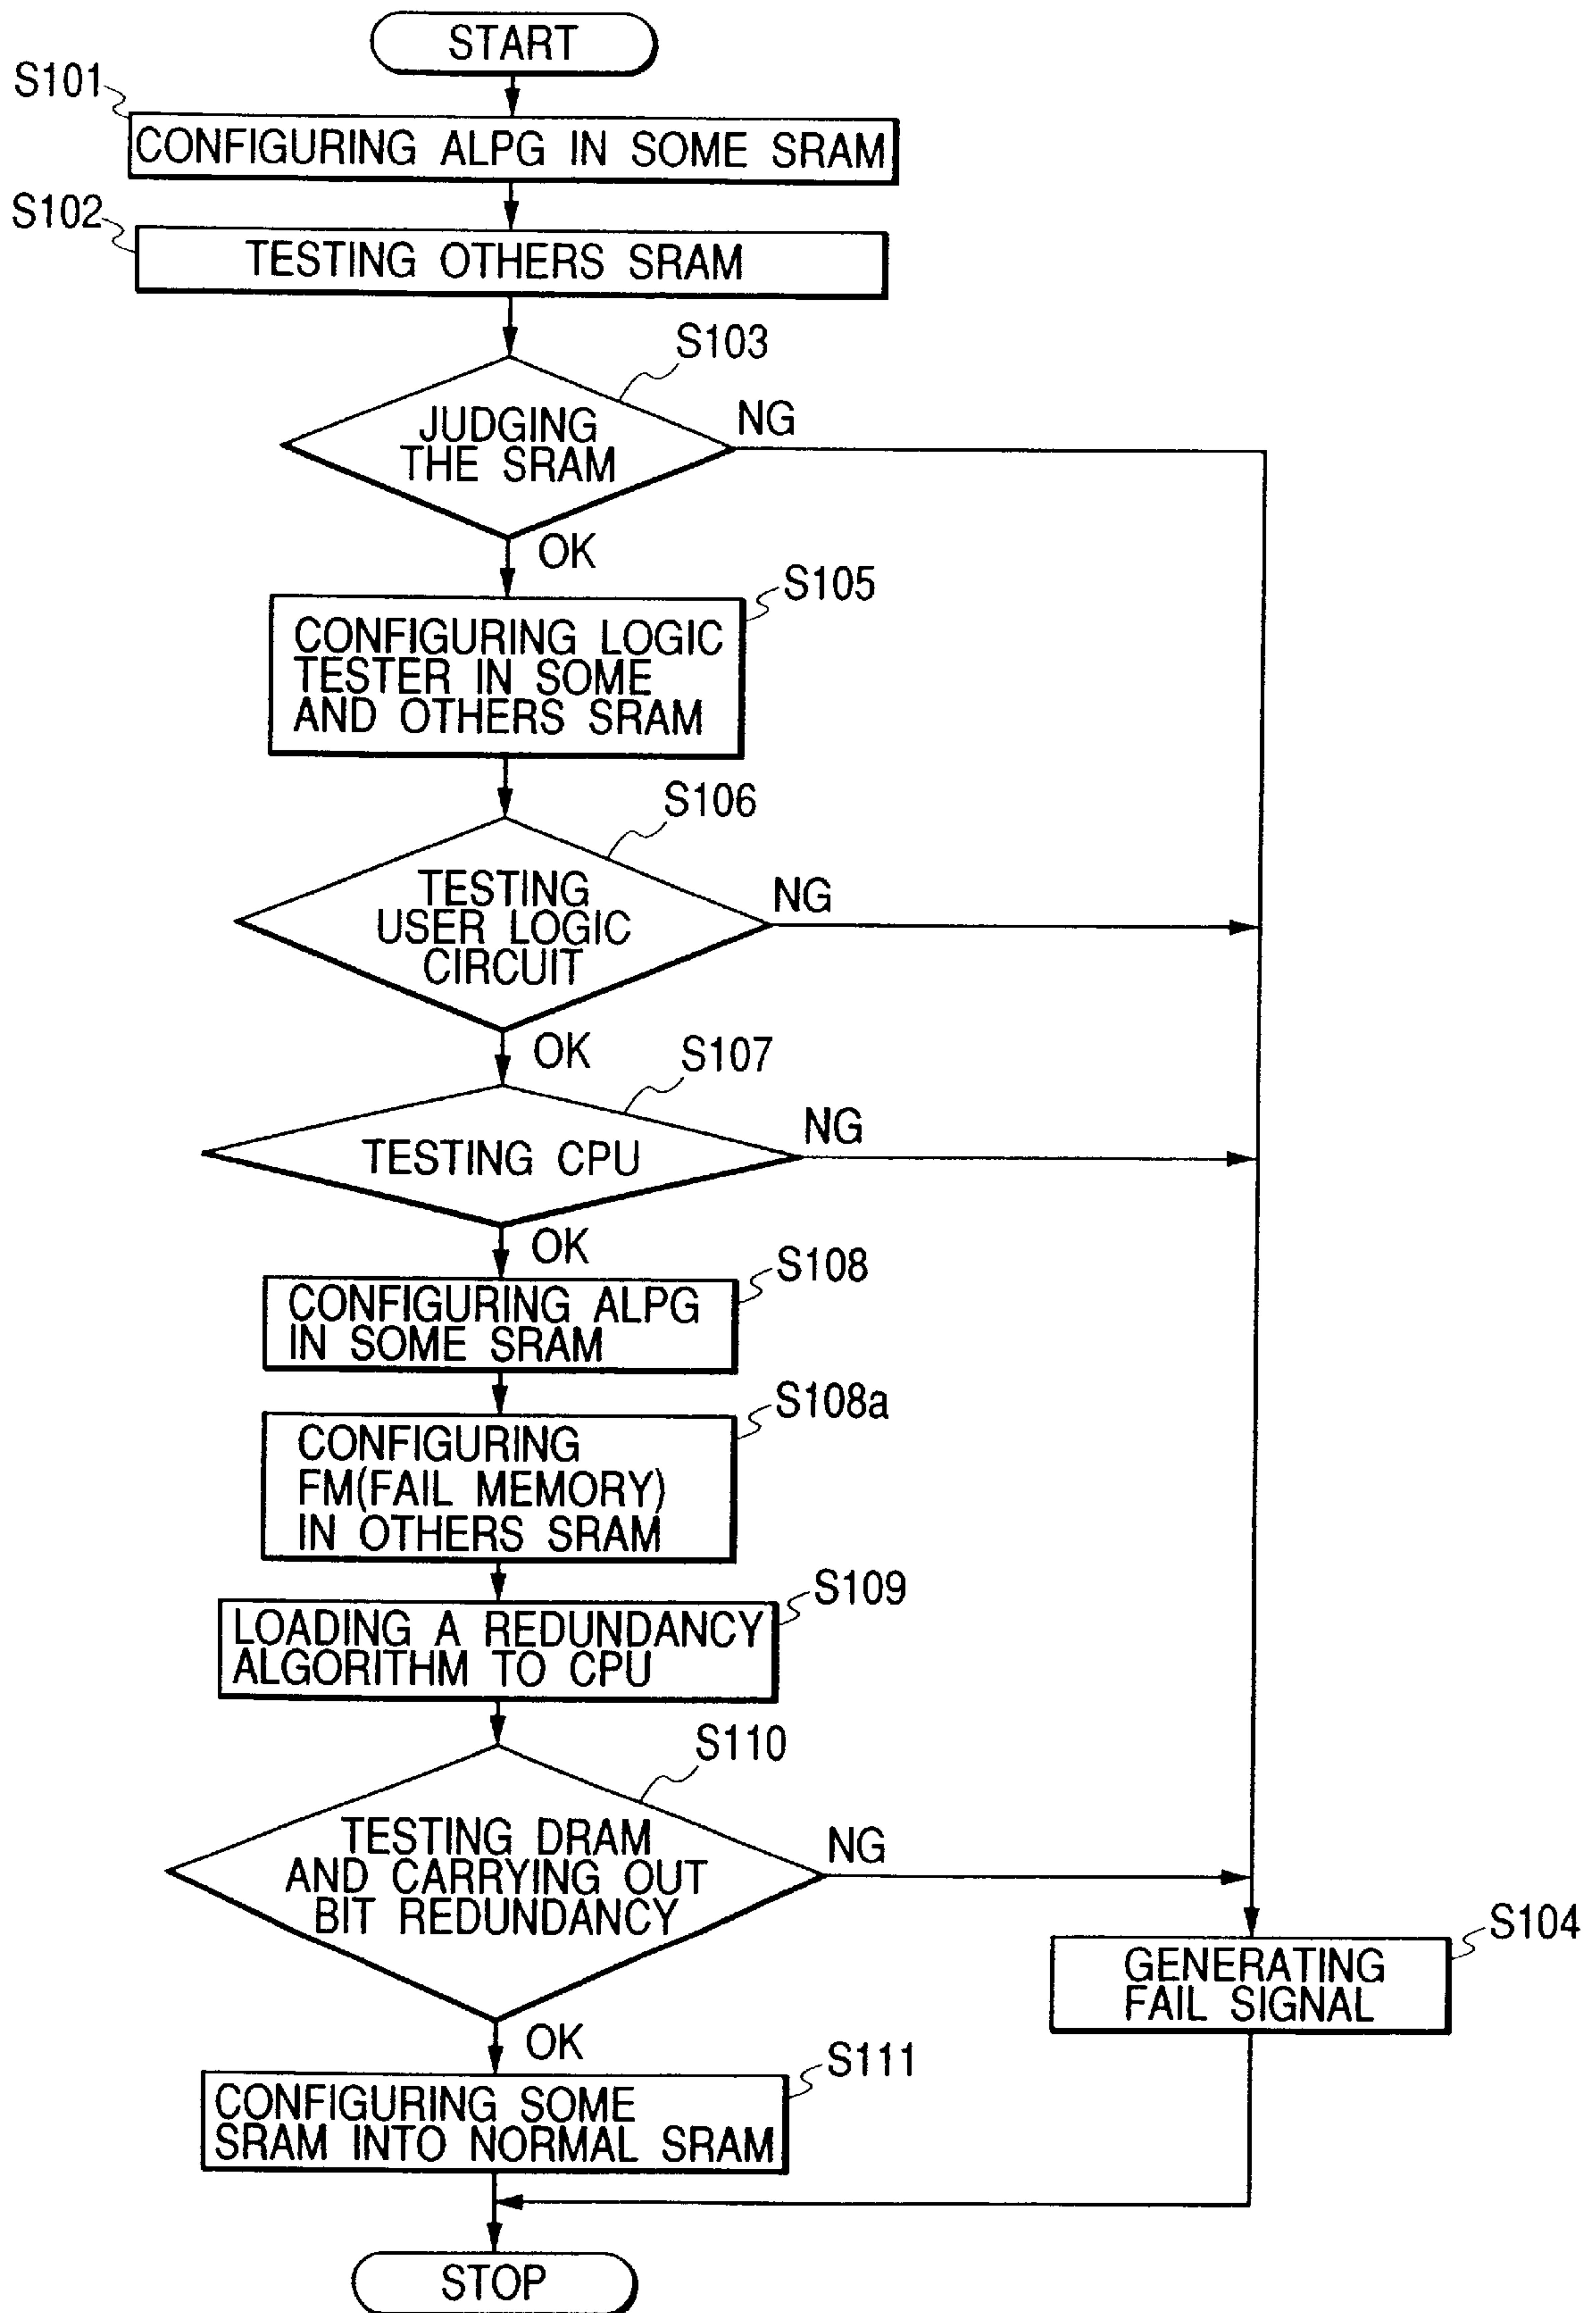 START
S101
CONFIGURING ALPG IN SOME SRAM
S102
TESTING OTHERS SRAM
S103
JUDGING
THE SRAM
NG
OK
S105
CONFIGURING LOGIC
TESTER IN SOME
AND OTHERS SRAM
S106
TESTING
USER LOGIC
CIRCUIT
NG
OK
S107
TESTING CPU
NG
OK
S108
CONFIGURING ALPG
IN SOME SRAM
S108a
CONFIGURING
FM(FAIL MEMORY)
IN OTHERS SRAM
S109
LOADING A REDUNDANCY
ALGORITHM TO CPU
S110
TESTING DRAM
AND CARRYING OUT
BIT REDUNDANCY
NG
S104
GENERATING
FAIL SIGNAL
OK
S111
CONFIGURING SOME
SRAM INTO NORMAL SRAM
STOP